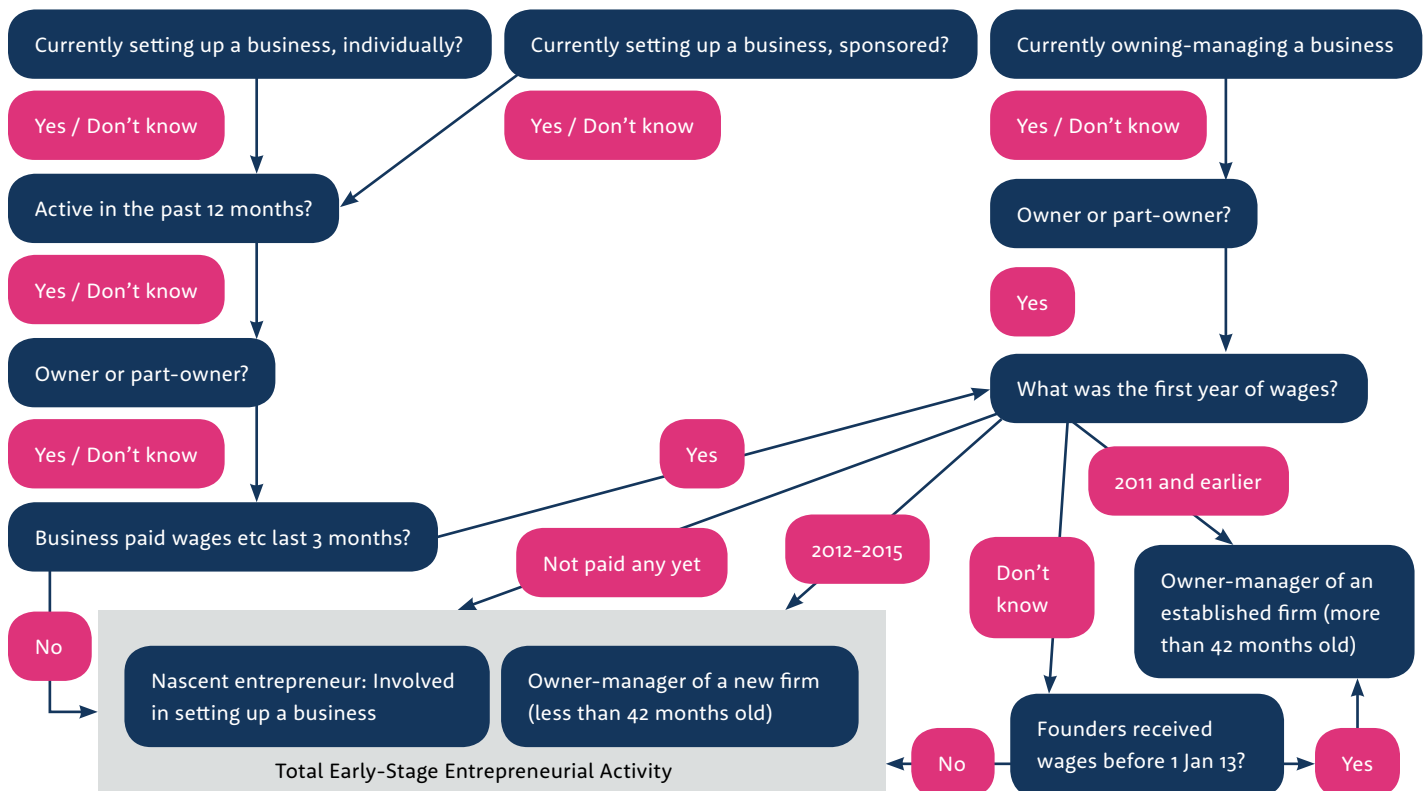 Currently setting up a business, individually?
Currently setting up a business, sponsored?
Currently owning-managing a business
Yes / Don’t know
Yes / Don’t know
Yes / Don’t know
Active in the past 12 months?
Owner or part-owner?
Yes / Don’t know
Yes
Owner or part-owner?
What was the first year of wages?
Yes / Don’t know
Yes
2011 and earlier
Business paid wages etc last 3 months?
Not paid any yet
2012-2015
Don’t
know
Owner-manager of an
established firm (more
than 42 months old)
No
Nascent entrepreneur: Involved
in setting up a business
Owner-manager of a new firm
(less than 42 months old)
Total Early-Stage Entrepreneurial Activity
No
Founders received
wages before 1 Jan 13?
Yes